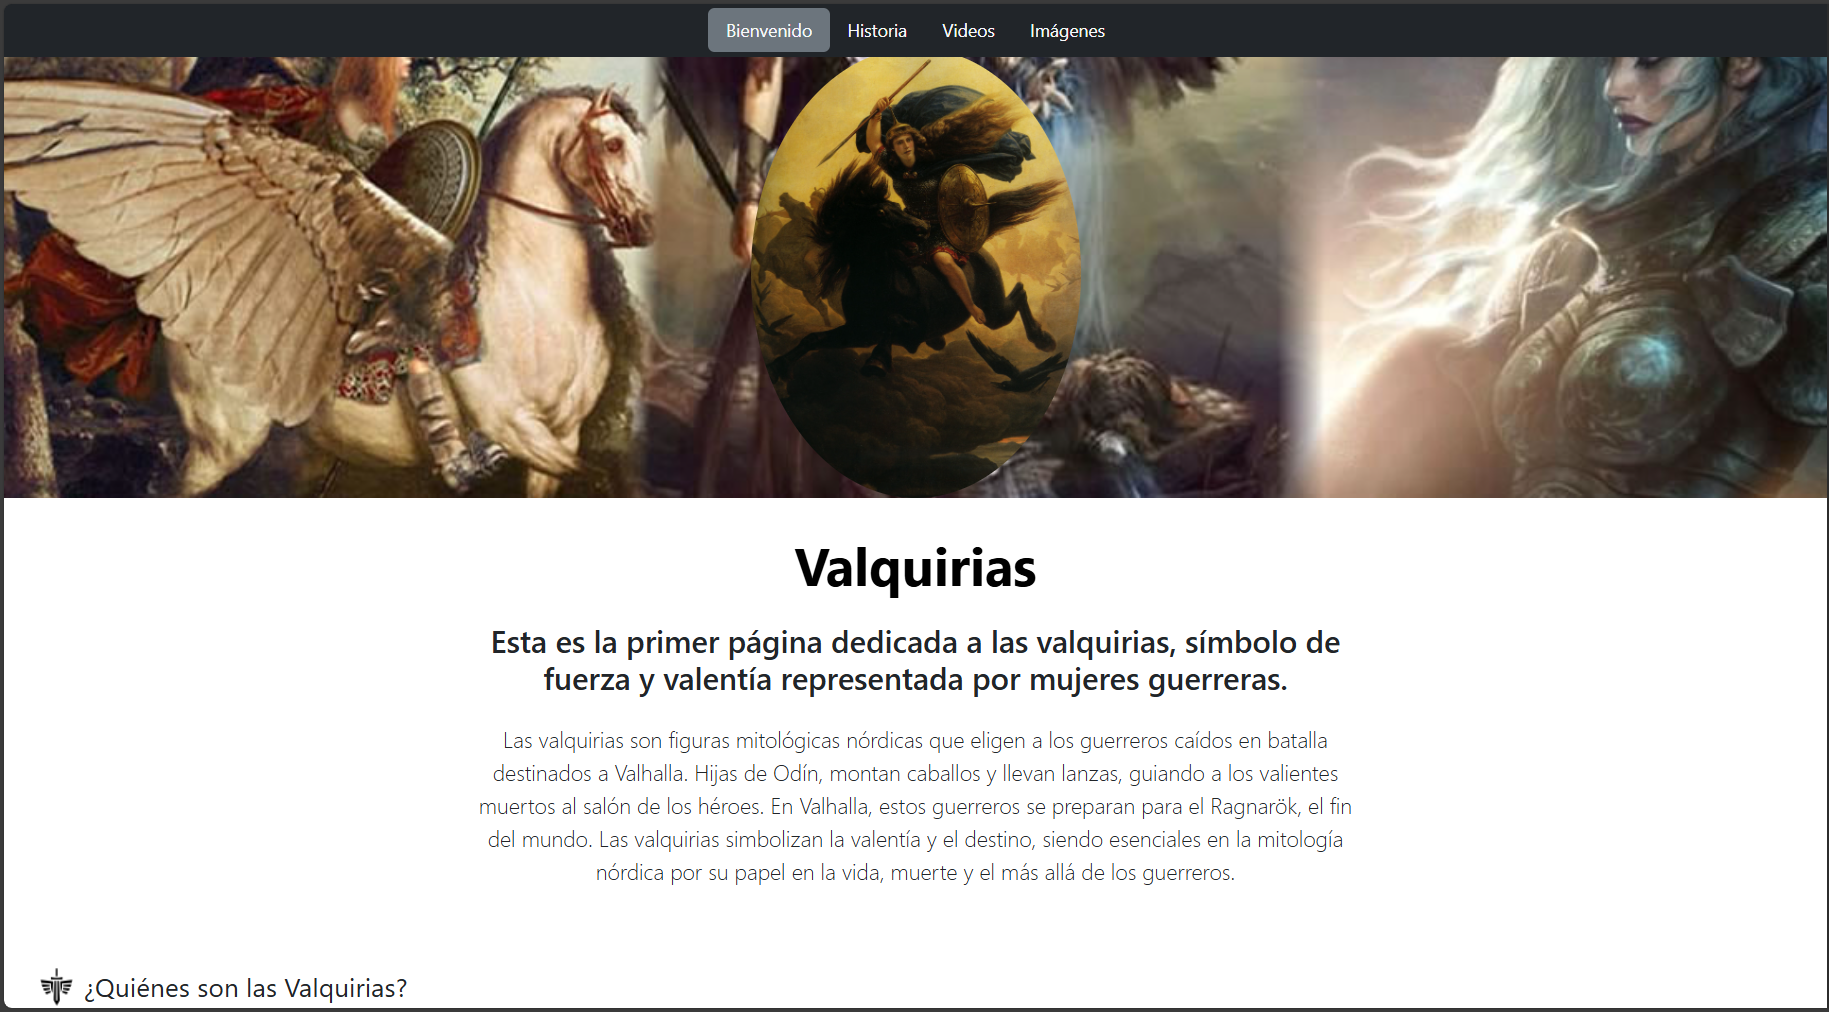 Bienvenido Historia Videos Imágenes
Valquirias
Esta es la primer página dedicada a las valquirias, símbolo de
fuerza y valentía representada por mujeres guerreras.
Las valquirias son figuras mitológicas nórdicas que eligen a los guerreros caídos en batalla
destinados a Valhalla. Hijas de Odín, montan caballos y llevan lanzas, guiando a los valientes
muertos al salón de los héroes. En Valhalla, estos guerreros se preparan para el Ragnarök, el fin
del mundo. Las valquirias simbolizan la valentía y el destino, siendo esenciales en la mitología
nórdica por su papel en la vida, muerte y el más allá de los guerreros.
¿Quiénes son las Valquirias?